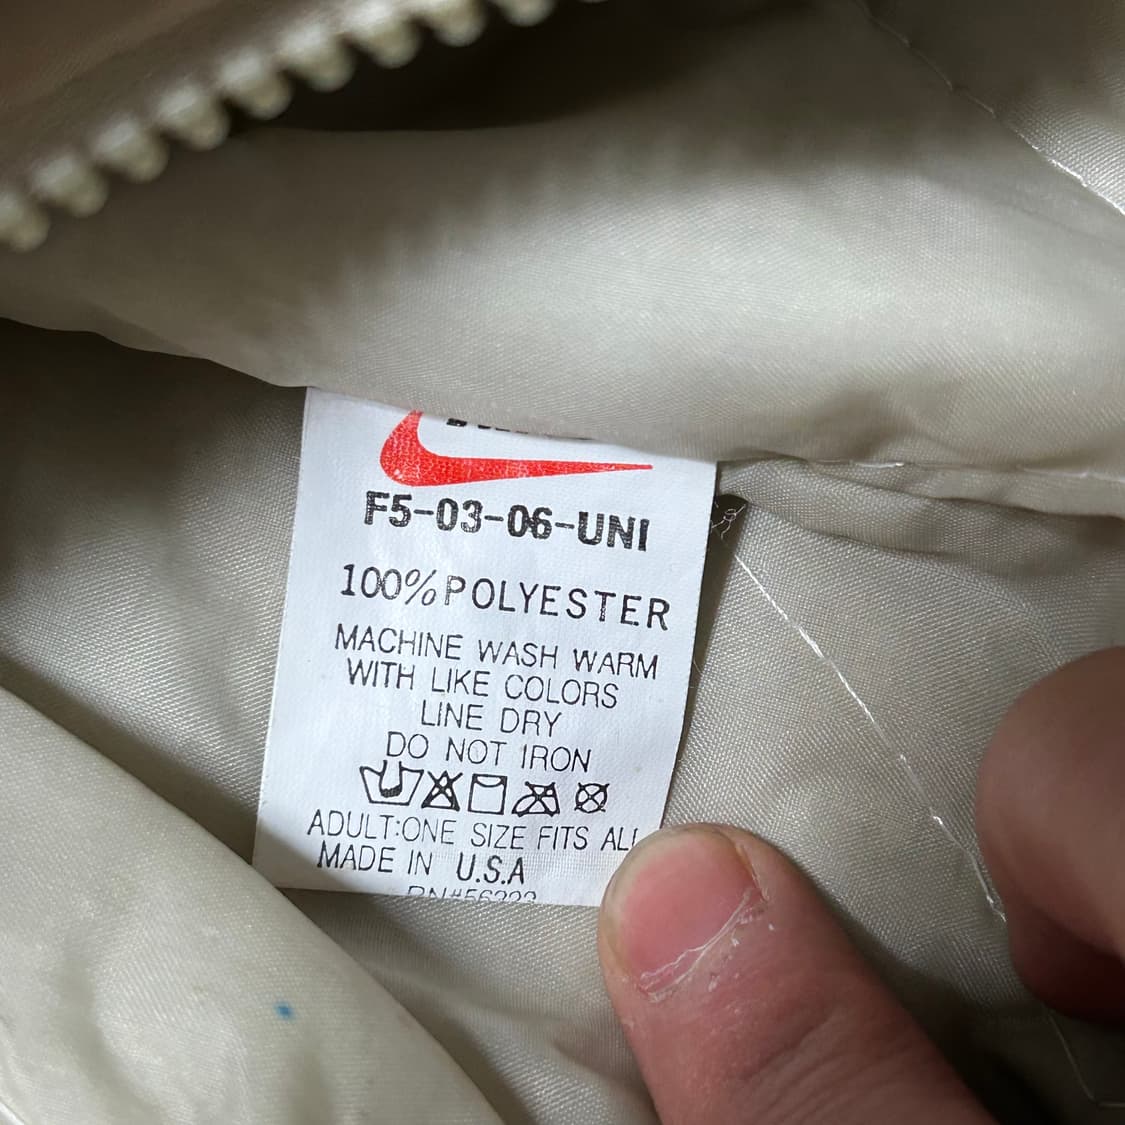 F5-03-06-UNI
100% POLYESTER
MACHINE WASH WARM
WITH LIKE COLORS
LINE DRY
DO NOT IRON
ADULT:ONE SIZE FITS ALL
MADE IN U.S.A